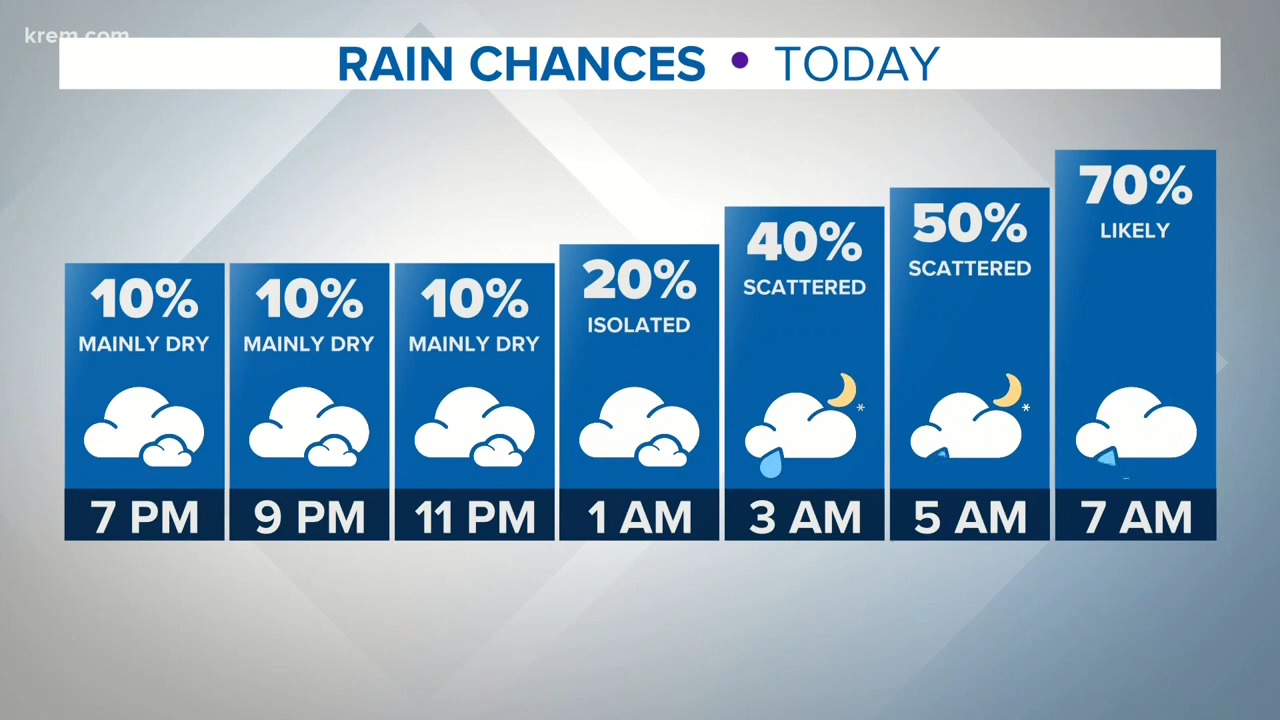 krem.com
RAIN CHANCES • TODAY
10%
MAINLY DRY
7 PM
10%
MAINLY DRY
9 PM
10%
MAINLY DRY
11 PM
20%
ISOLATED
1 AM
40%
SCATTERED
3 AM
50%
SCATTERED
5 AM
70%
LIKELY
7 AM